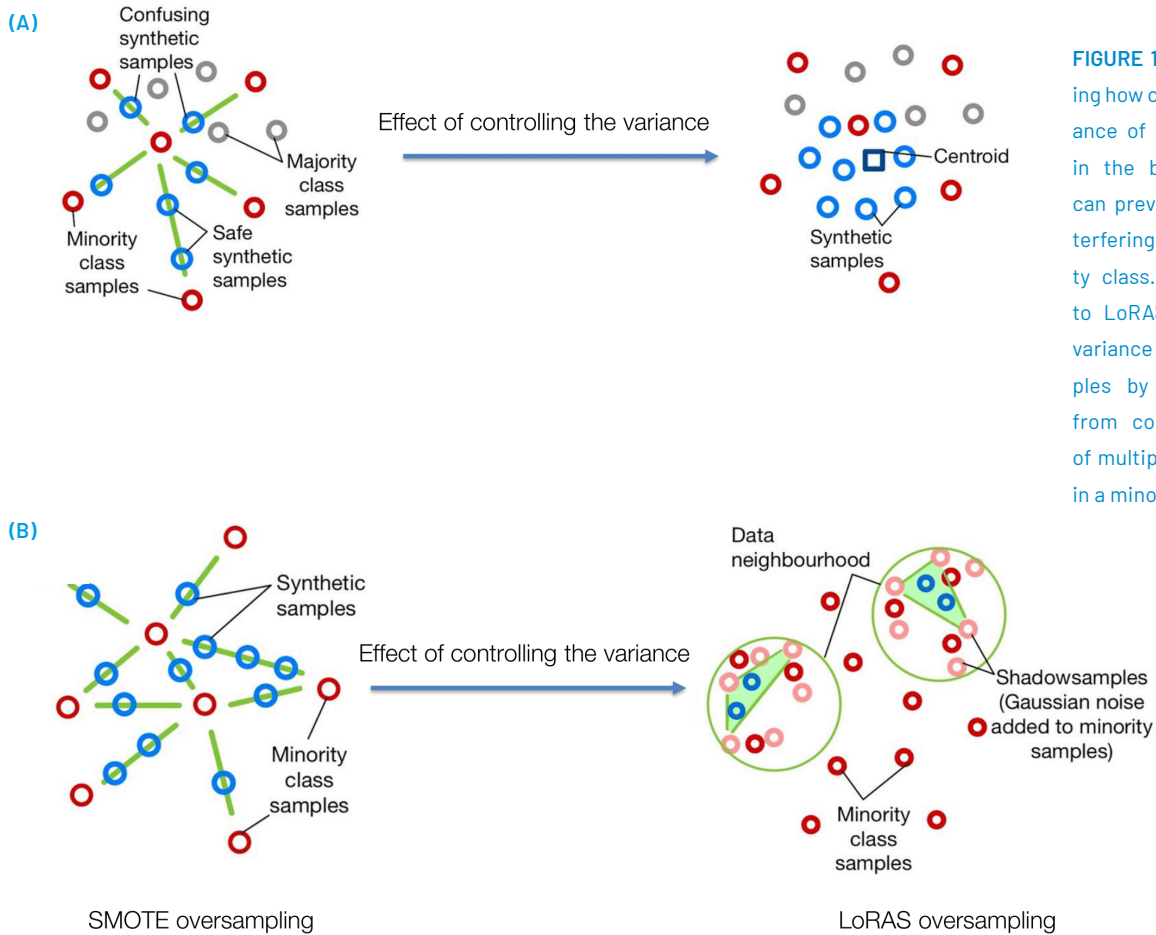 (A)
Confusing
synthetic
samples
Majority
class
samples
Minority
class
samples
Safe
synthetic
samples
Effect of controlling the variance
Centroid
Synthetic
samples
FIGURE 1
ing how c
ance of
in the b
can prev
terfering
ty class.
to LoRAS
variance
ples by
from co
of multip
in a mino
(B)
Synthetic
samples
Minority
class
samples
Effect of controlling the variance
Data
neighbourhood
Shadowsamples
(Gaussian noise
added to minority
samples)
Minority
class
samples
SMOTE oversampling
LoRAS oversampling